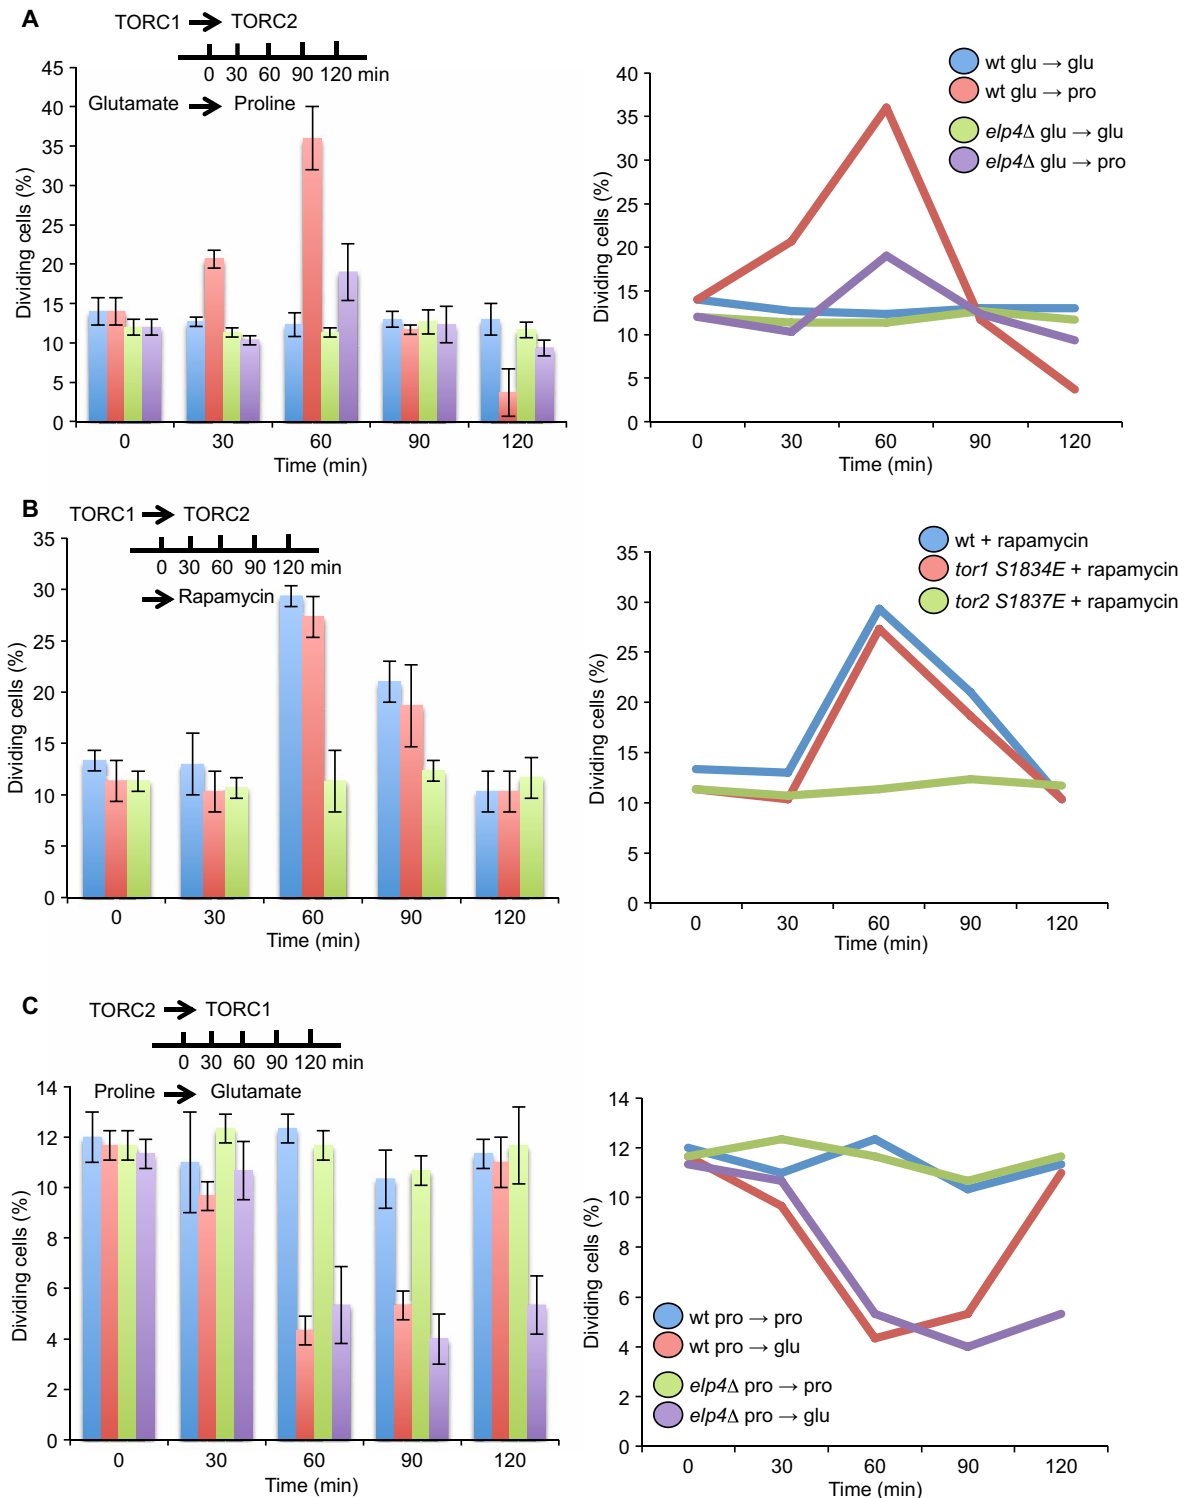 A
TORC1 → TORC2
0 30 60 90 120 min
Glutamate → Proline
Dividing cells (%)
45
40
35
30
25
20
15
10
5
0
0 30 60 90 120
Time (min)
Dividing cells (%)
40
35
30
25
20
15
10
5
0
0 30 60 90 120
Time (min)
wt glu → glu
wt glu → pro
elp4Δ glu → glu
elp4Δ glu → pro
B
TORC1 → TORC2
0 30 60 90 120 min
→ Rapamycin
Dividing cells (%)
35
30
25
20
15
10
5
0
0 30 60 90 120
Time (min)
Dividing cells (%)
35
30
25
20
15
10
5
0
0 30 60 90 120
Time (min)
wt + rapamycin
tor1 S1834E + rapamycin
tor2 S1837E + rapamycin
C
TORC2 → TORC1
0 30 60 90 120 min
Proline → Glutamate
Dividing cells (%)
14
12
10
8
6
4
2
0
0 30 60 90 120
Time (min)
Dividing cells (%)
14
12
10
8
6
4
2
0
0 30 60 90 120
Time (min)
wt pro → pro
wt pro → glu
elp4Δ pro → pro
elp4Δ pro → glu